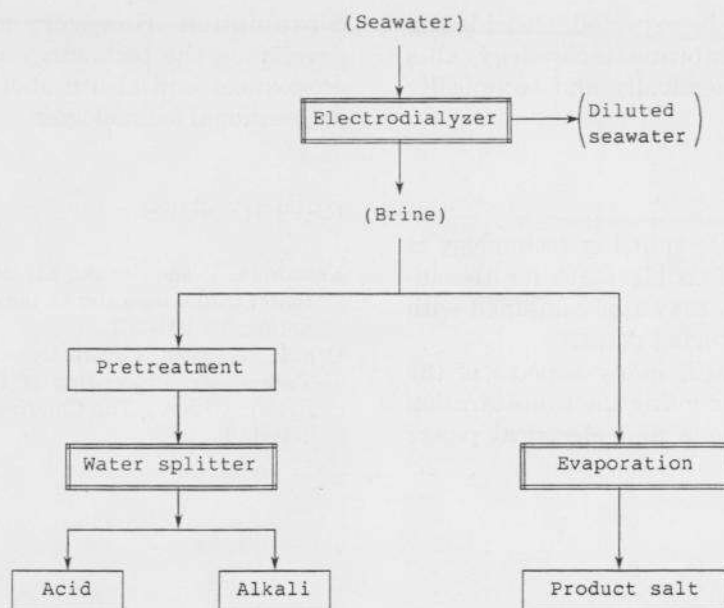 (Seawater)
Electrodialyzer
(Diluted
seawater)
(Brine)
Pretreatment
Water splitter
Evaporation
Acid
Alkali
Product salt